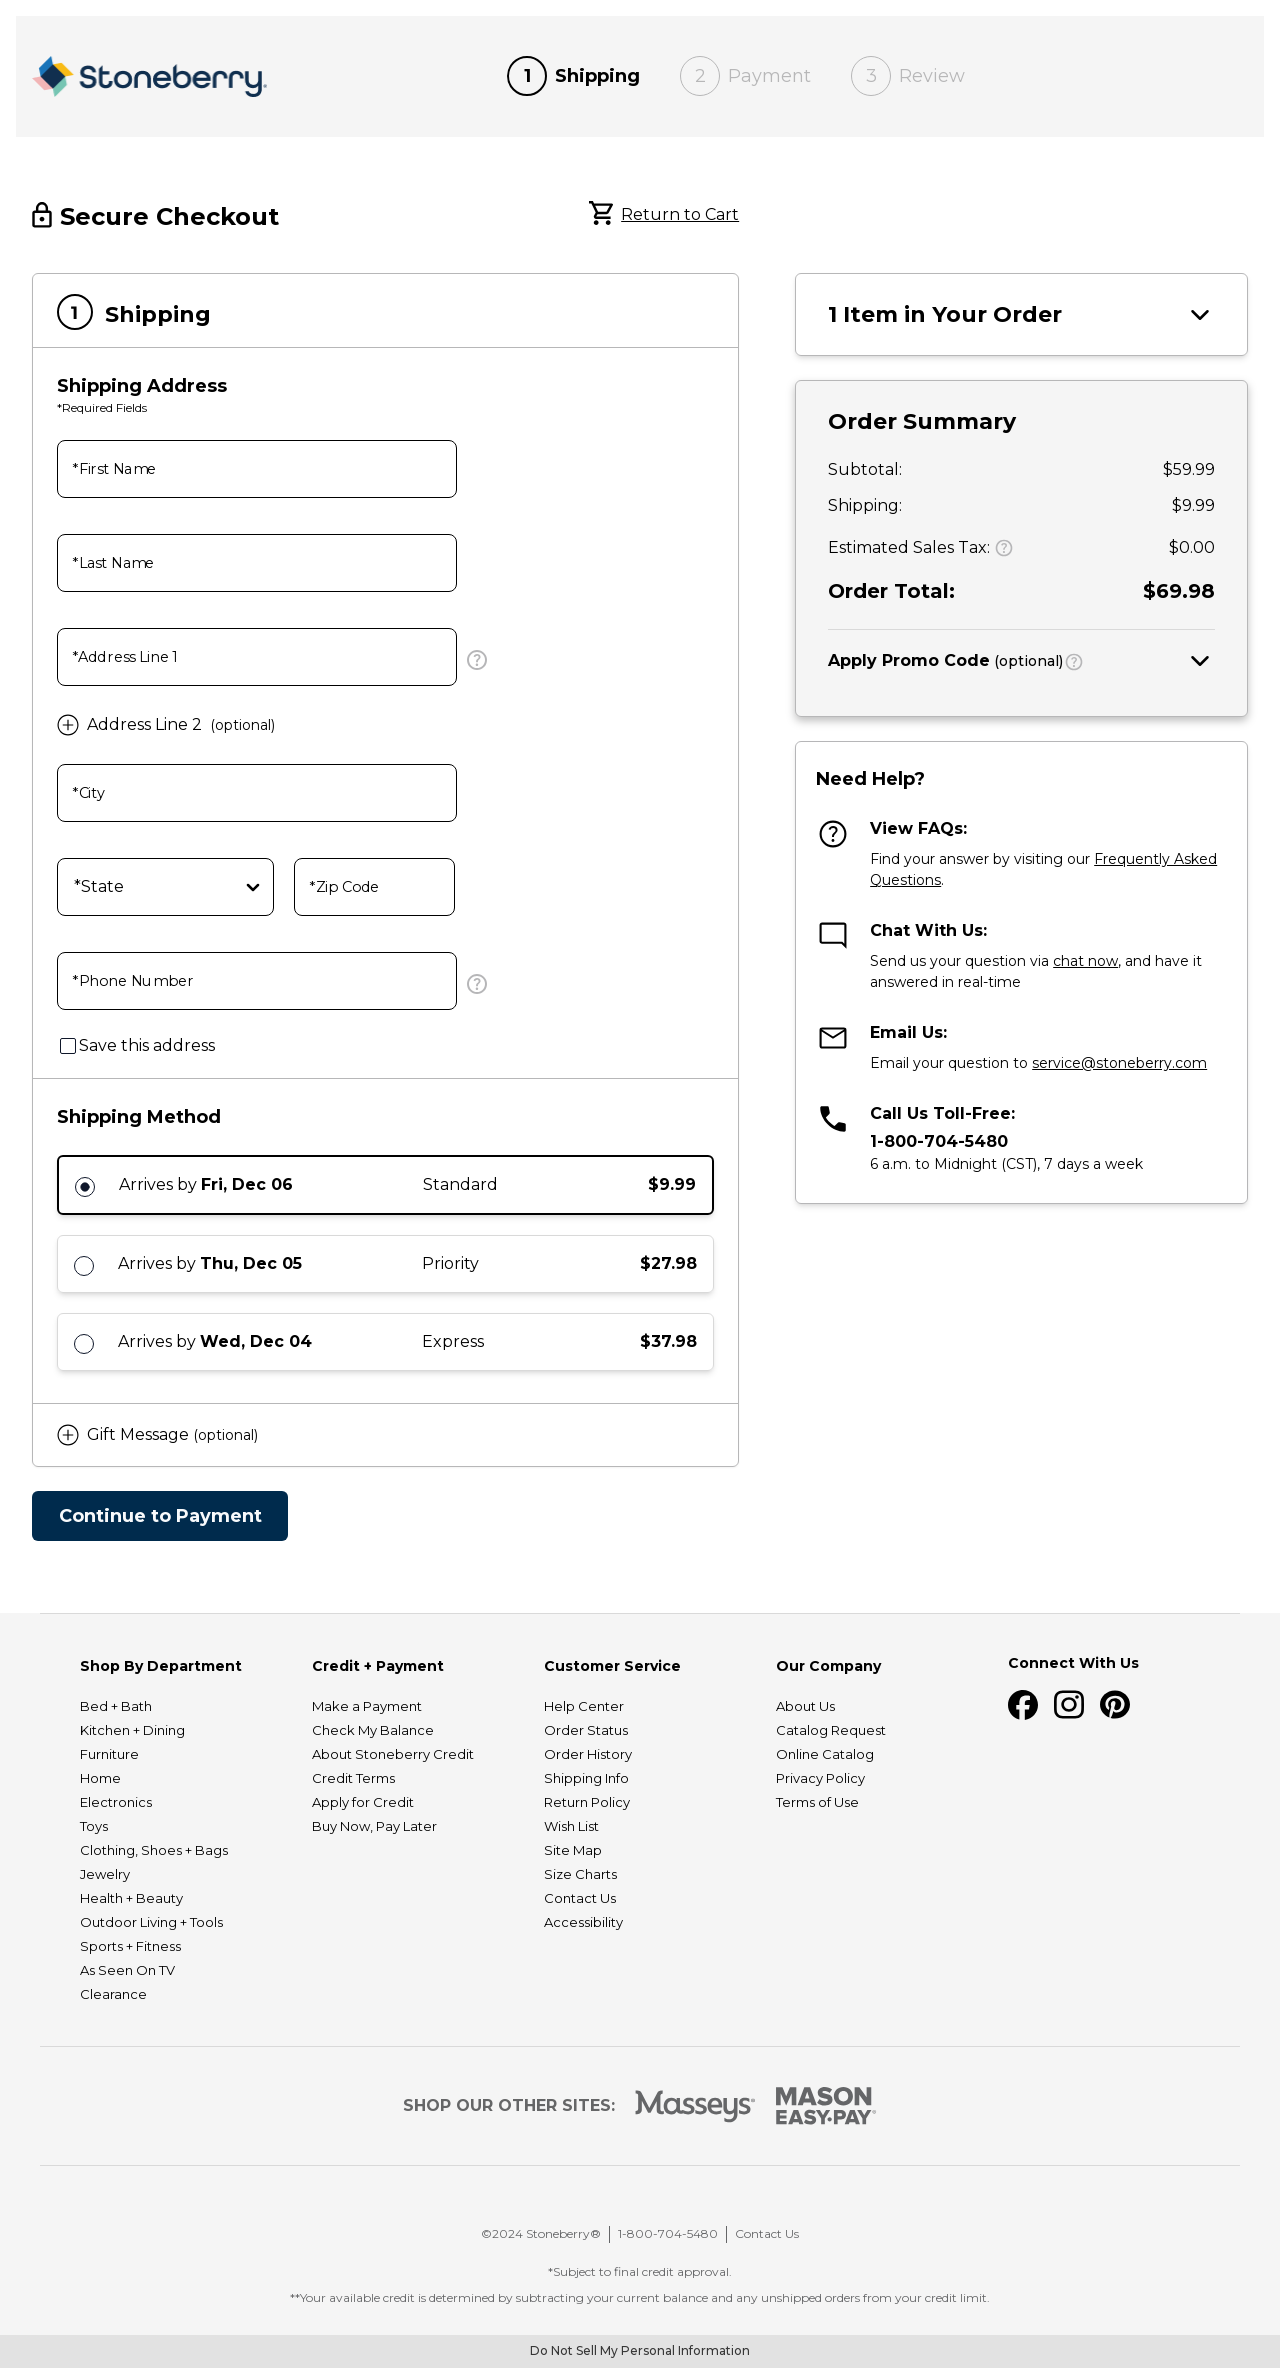 Stoneberry.
1 Shipping
2 Payment
3 Review
Secure Checkout
Return to Cart
1 Shipping
Shipping Address
*Required Fields
*First Name
*Last Name
*Address Line 1
Address Line 2 (optional)
*City
*State
*Zip Code
*Phone Number
Save this address
Shipping Method
Arrives by Fri, Dec 06 Standard $9.99
Arrives by Thu, Dec 05 Priority $27.98
Arrives by Wed, Dec 04 Express $37.98
Gift Message (optional)
Continue to Payment
1 Item in Your Order
Order Summary
Subtotal: $59.99
Shipping: $9.99
Estimated Sales Tax: ? $0.00
Order Total: $69.98
Apply Promo Code (optional) ?
Need Help?
View FAQs:
Find your answer by visiting our Frequently Asked
Questions.
Chat With Us:
Send us your question via chat now, and have it
answered in real-time
Email Us:
Email your question to service@stoneberry.com
Call Us Toll-Free:
1-800-704-5480
6 a.m. to Midnight (CST), 7 days a week
Shop By Department
Bed + Bath
Kitchen + Dining
Furniture
Home
Electronics
Toys
Clothing, Shoes + Bags
Jewelry
Health + Beauty
Outdoor Living + Tools
Sports + Fitness
As Seen On TV
Clearance
Credit + Payment
Make a Payment
Check My Balance
About Stoneberry Credit
Credit Terms
Apply for Credit
Buy Now, Pay Later
Customer Service
Help Center
Order Status
Order History
Shipping Info
Return Policy
Wish List
Site Map
Size Charts
Contact Us
Accessibility
Our Company
About Us
Catalog Request
Online Catalog
Privacy Policy
Terms of Use
Connect With Us
SHOP OUR OTHER SITES:
Masseys®
MASON
EASY•PAY®
©2024 Stoneberry® | 1-800-704-5480 | Contact Us
*Subject to final credit approval.
**Your available credit is determined by subtracting your current balance and any unshipped orders from your credit limit.
Do Not Sell My Personal Information